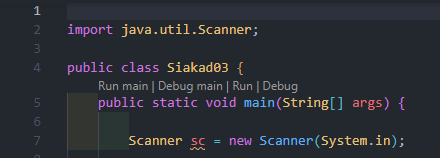 1
2 import java.util.Scanner;
3
4 public class Siakad03 {
Run main | Debug main | Run | Debug
5 public static void main(String[] args) {
6
7 Scanner sc = new Scanner(System.in);